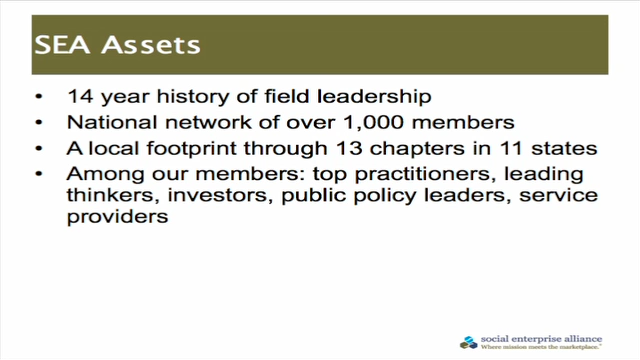 SEA Assets
• 14 year history of field leadership
• National network of over 1,000 members
• A local footprint through 13 chapters in 11 states
• Among our members: top practitioners, leading
thinkers, investors, public policy leaders, service
providers
social enterprise alliance
Where mission meets the marketplace.™